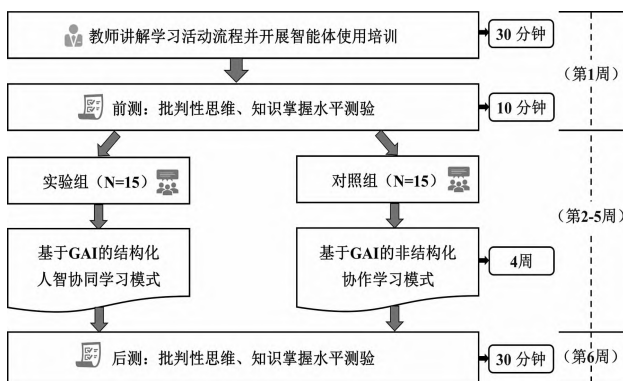 教师讲解学习活动流程并开展智能体使用培训
30 分钟
（第1周）
前测：批判性思维、知识掌握水平测验
10 分钟
实验组（N=15）
对照组（N=15）
（第2-5周）
基于GAI的结构化
人智协同学习模式
基于GAI的非结构化
协作学习模式
4周
后测：批判性思维、知识掌握水平测验
30 分钟
（第6周）